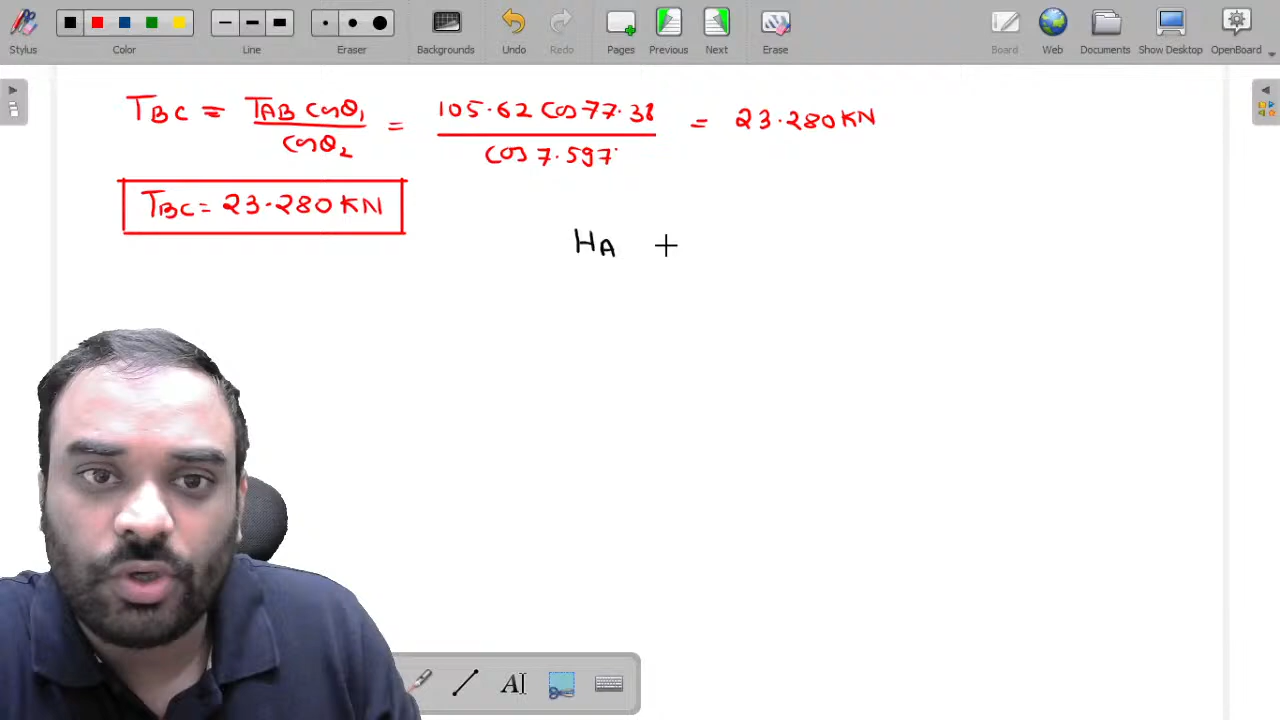 Stylus Color Line Eraser Backgrounds Undo Redo Pages Previous Next Erase Board Web Documents Show Desktop OpenBoard
TBC = TAB cosθ1 / cosθ2 = 105.62 cos 77.38 / cos 7.597 = 23.280 KN
TBC = 23.280 KN
HA +
AI